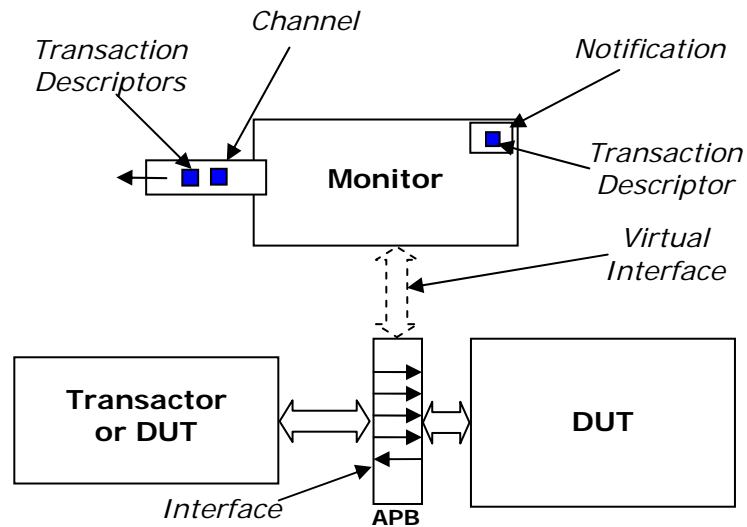 Channel
Transaction
Descriptors
Notification
Monitor
Transaction
Descriptor
Virtual
Interface
Transactor
or DUT
DUT
Interface
APB